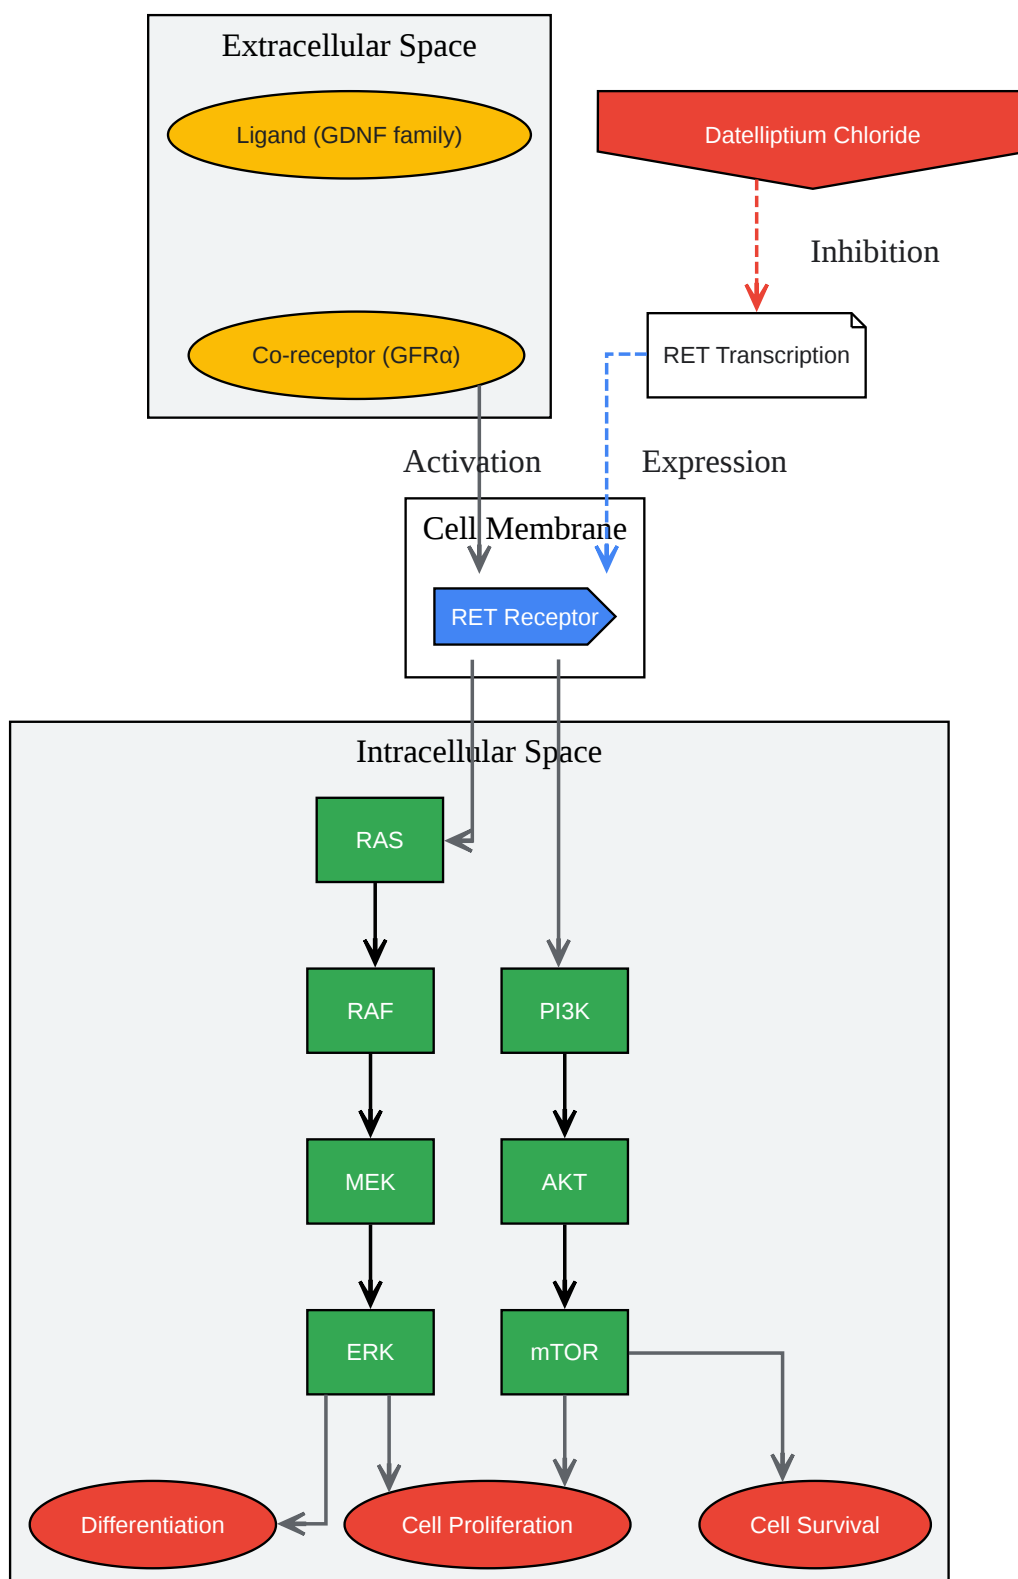 Extracellular Space
Ligand (GDNF family)
Datelliptium Chloride
Inhibition
Co-receptor (GFRα)
RET Transcription
Activation
Expression
Cell Membrane
RET Receptor
Intracellular Space
RAS
RAF
PI3K
MEK
AKT
ERK
mTOR
Differentiation
Cell Proliferation
Cell Survival